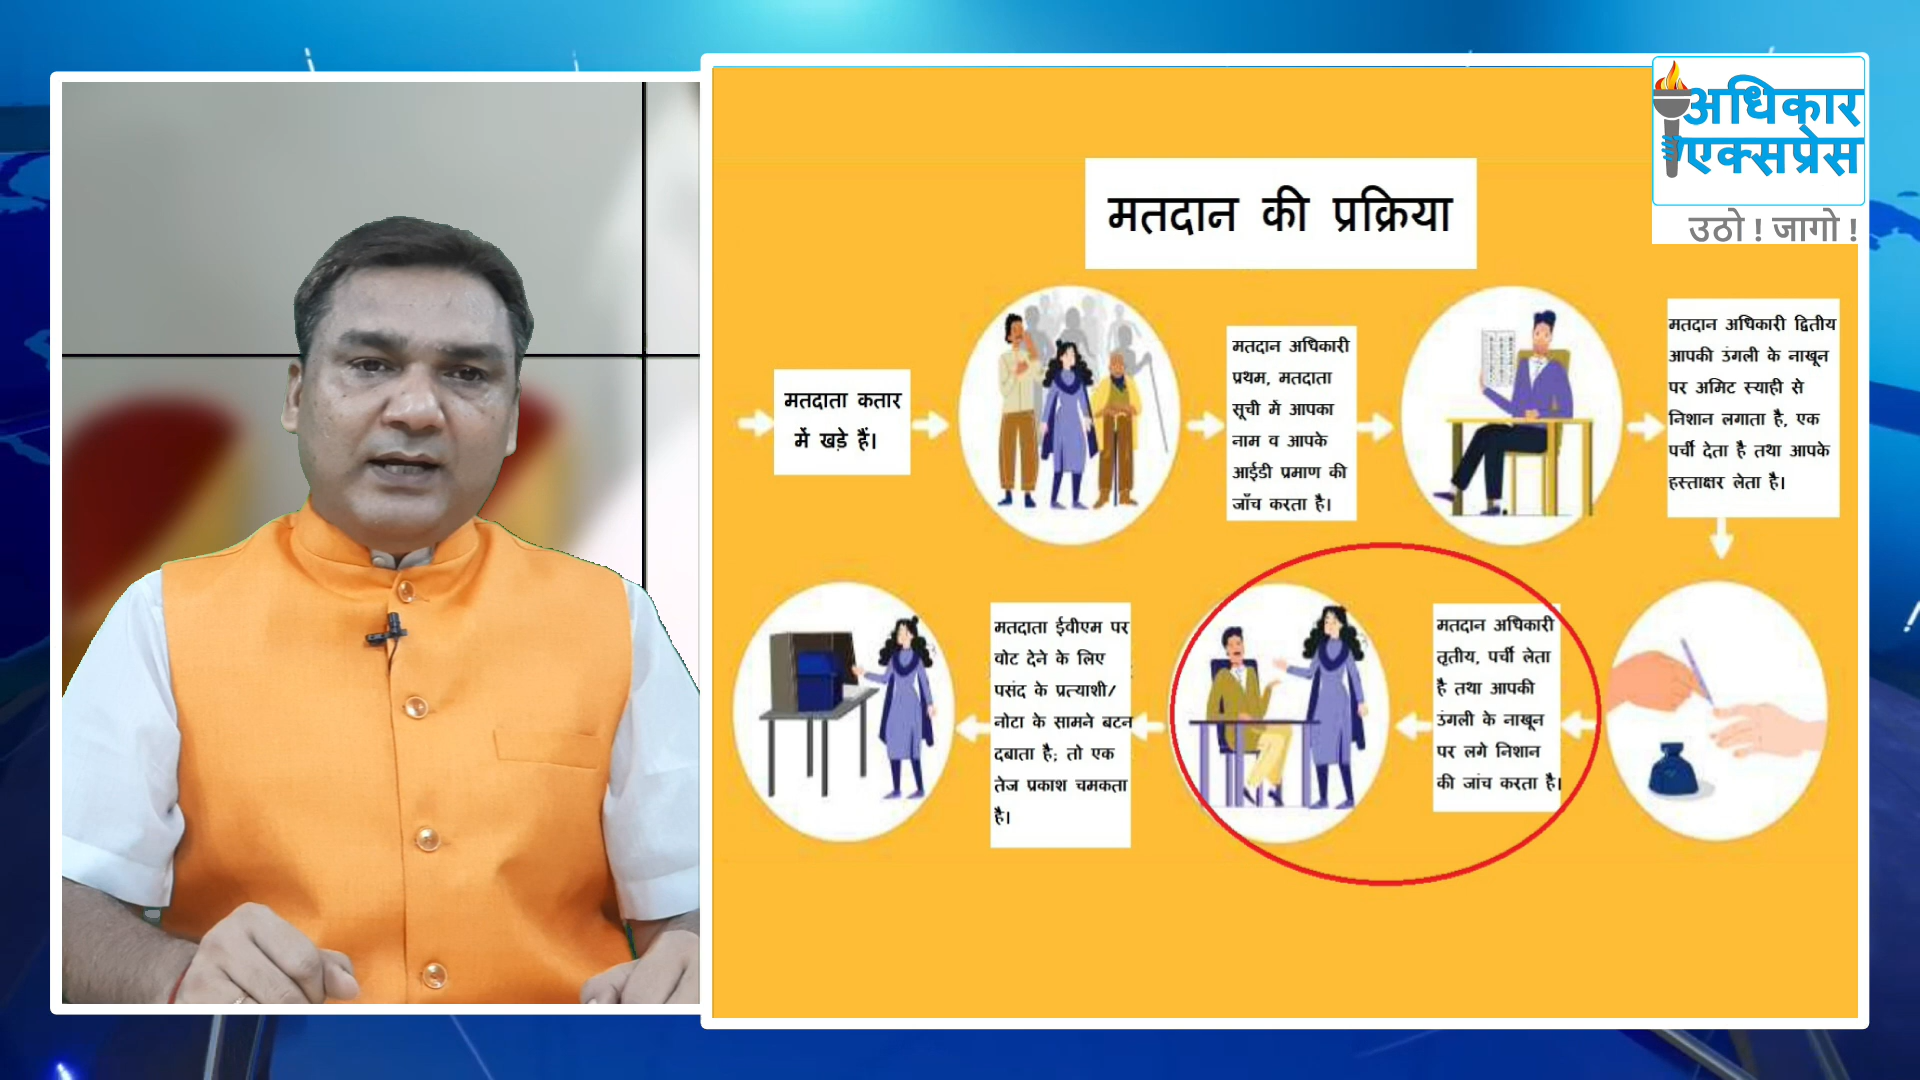 अधिकार
एक्सप्रेस
उठो ! जागो !
मतदान की प्रक्रिया
मतदाता कतार
में खड़े हैं।
मतदान अधिकारी
प्रथम, मतदाता
सूची में आपका
नाम व आपके
आईडी प्रमाण की
जाँच करता है।
मतदान अधिकारी द्वितीय
आपकी उंगली के नाखून
पर अमिट स्याही से
निशान लगाता है, एक
पर्ची देता है तथा आपके
हस्ताक्षर लेता है।
मतदान अधिकारी
तृतीय, पर्ची लेता
है तथा आपकी
उंगली के नाखून
पर लगे निशान
की जांच करता है।
मतदाता ईवीएम पर
वोट देने के लिए
पसंद के प्रत्याशी/
नोटा के सामने बटन
दबाता है; तो एक
तेज प्रकाश चमकता
है।